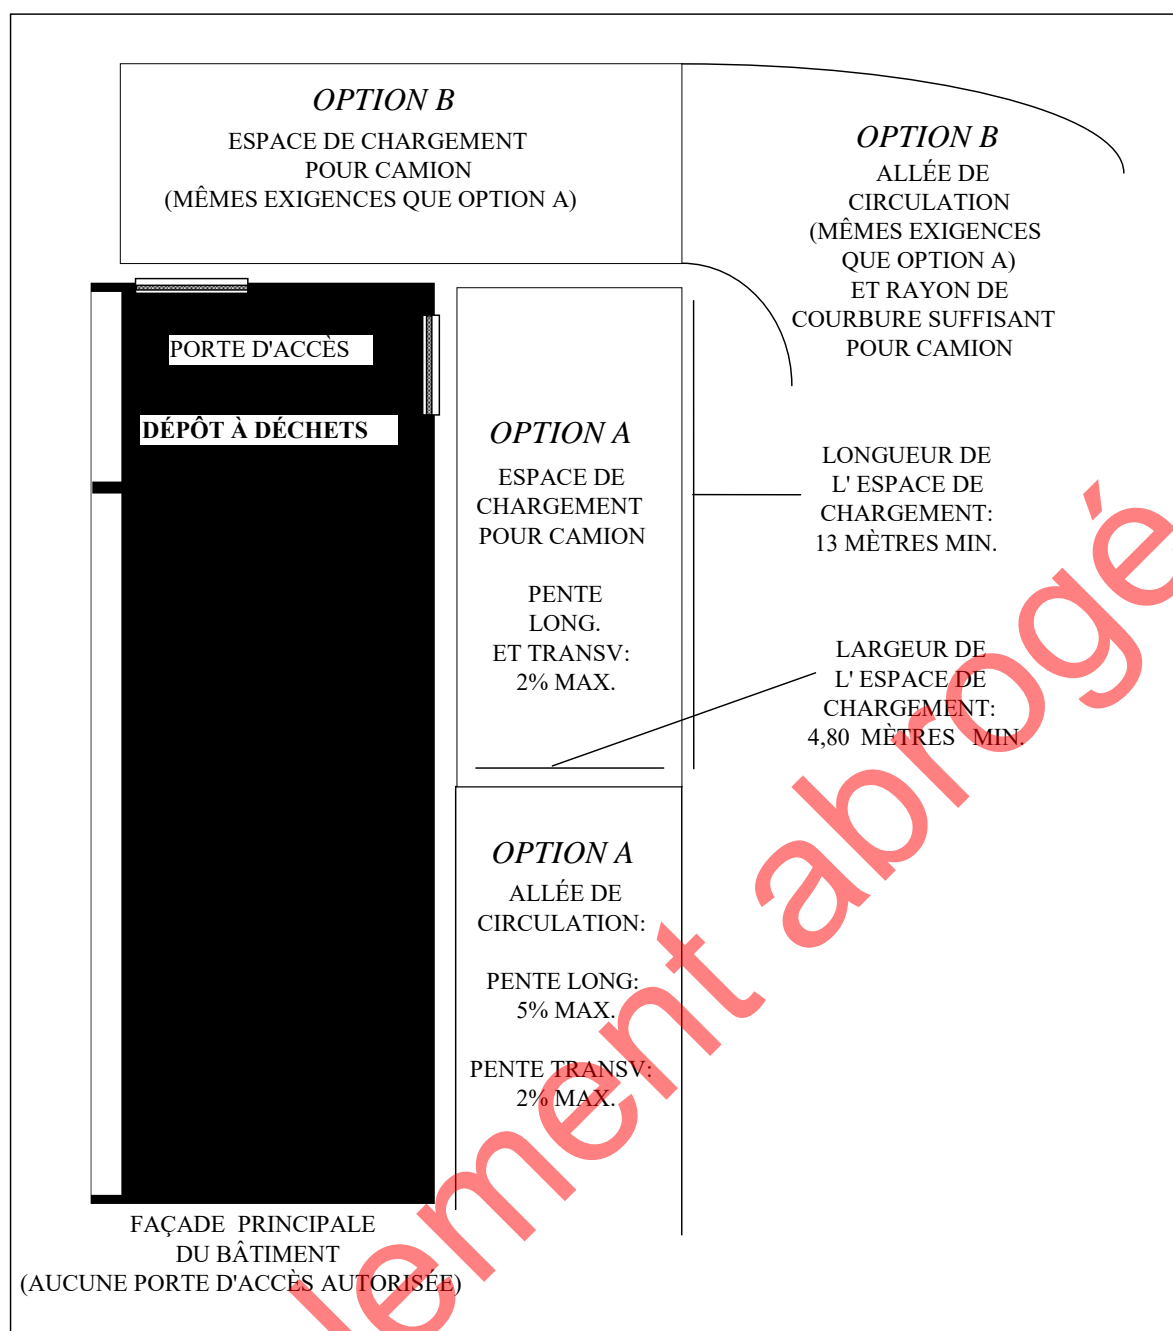 OPTION B
ESPACE DE CHARGEMENT
POUR CAMION
(MÊMES EXIGENCES QUE OPTION A)
OPTION B
ALLÉE DE
CIRCULATION
(MÊMES EXIGENCES
QUE OPTION A)
ET RAYON DE
COURBURE SUFFISANT
POUR CAMION
PORTE D'ACCÈS
DÉPÔT À DÉCHETS
OPTION A
ESPACE DE
CHARGEMENT
POUR CAMION
PENTE
LONG.
ET TRANSV:
2% MAX.
LONGUEUR DE
L' ESPACE DE
CHARGEMENT:
13 MÈTRES MIN.
LARGEUR DE
L' ESPACE DE
CHARGEMENT:
4,80 MÈTRES MIN.
OPTION A
ALLÉE DE
CIRCULATION:
PENTE LONG:
5% MAX.
PENTE TRANSV:
2% MAX.
FAÇADE PRINCIPALE
DU BÂTIMENT
(AUCUNE PORTE D'ACCÈS AUTORISÉE)
lement abrogé